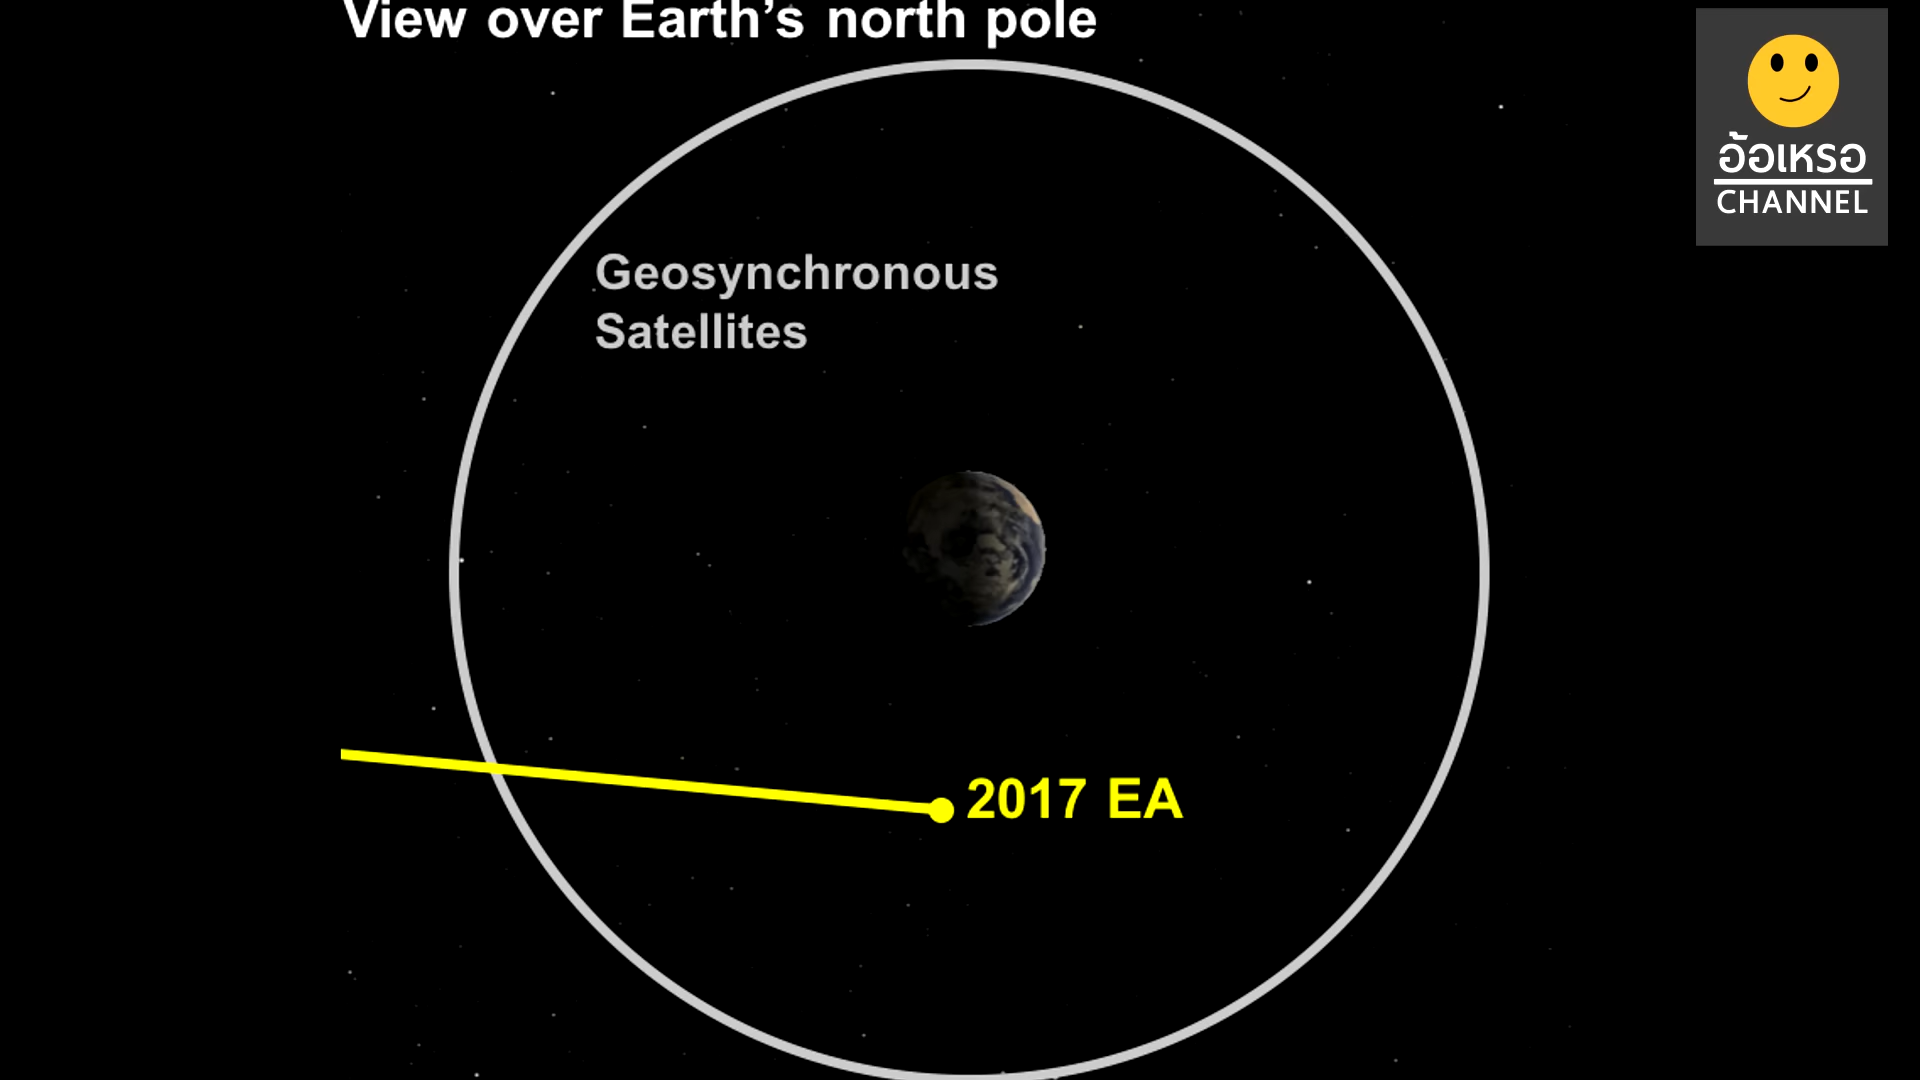 View over Earth’s north pole
อ้อเหรอ
CHANNEL
Geosynchronous
Satellites
2017 EA